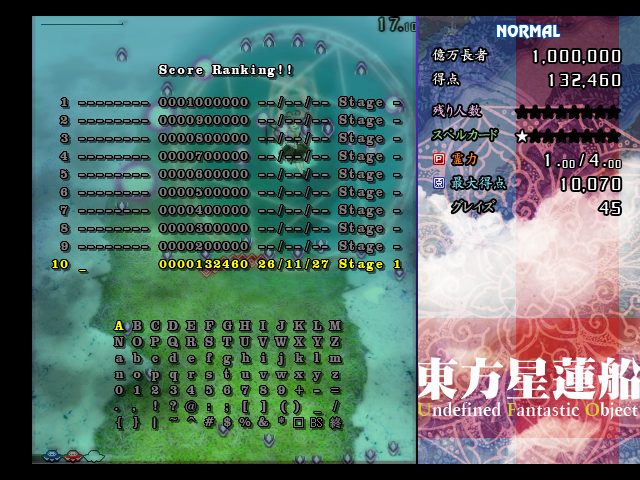 17.10
Score Ranking!!
1 -------- 0001000000 --/--/-- Stage -
2 -------- 0000900000 --/--/-- Stage -
3 -------- 0000800000 --/--/-- Stage -
4 -------- 0000700000 --/--/-- Stage -
5 -------- 0000600000 --/--/-- Stage -
6 -------- 0000500000 --/--/-- Stage -
7 -------- 0000400000 --/--/-- Stage -
8 -------- 0000300000 --/--/-- Stage -
9 -------- 0000200000 --/--/-- Stage -
10 _ 0000132460 26/11/27 Stage 1
A B C D E F G H I J K L M
N O P Q R S T U V W X Y Z
a b c d e f g h i j k l m
n o p q r s t u v w x y z
0 1 2 3 4 5 6 7 8 9 + - =
. , ! ? @ : ; [ ] ( ) _ /
{ } | ~ ^ # $ % & * □ BS 終
NORMAL
億万長者 1,000,000
得点 132,460
残り人数
スペルカード
P 霊力 1.00/4.00
点 最大得点 10,070
グレイズ 45
東方星蓮船
Undefined Fantastic Object